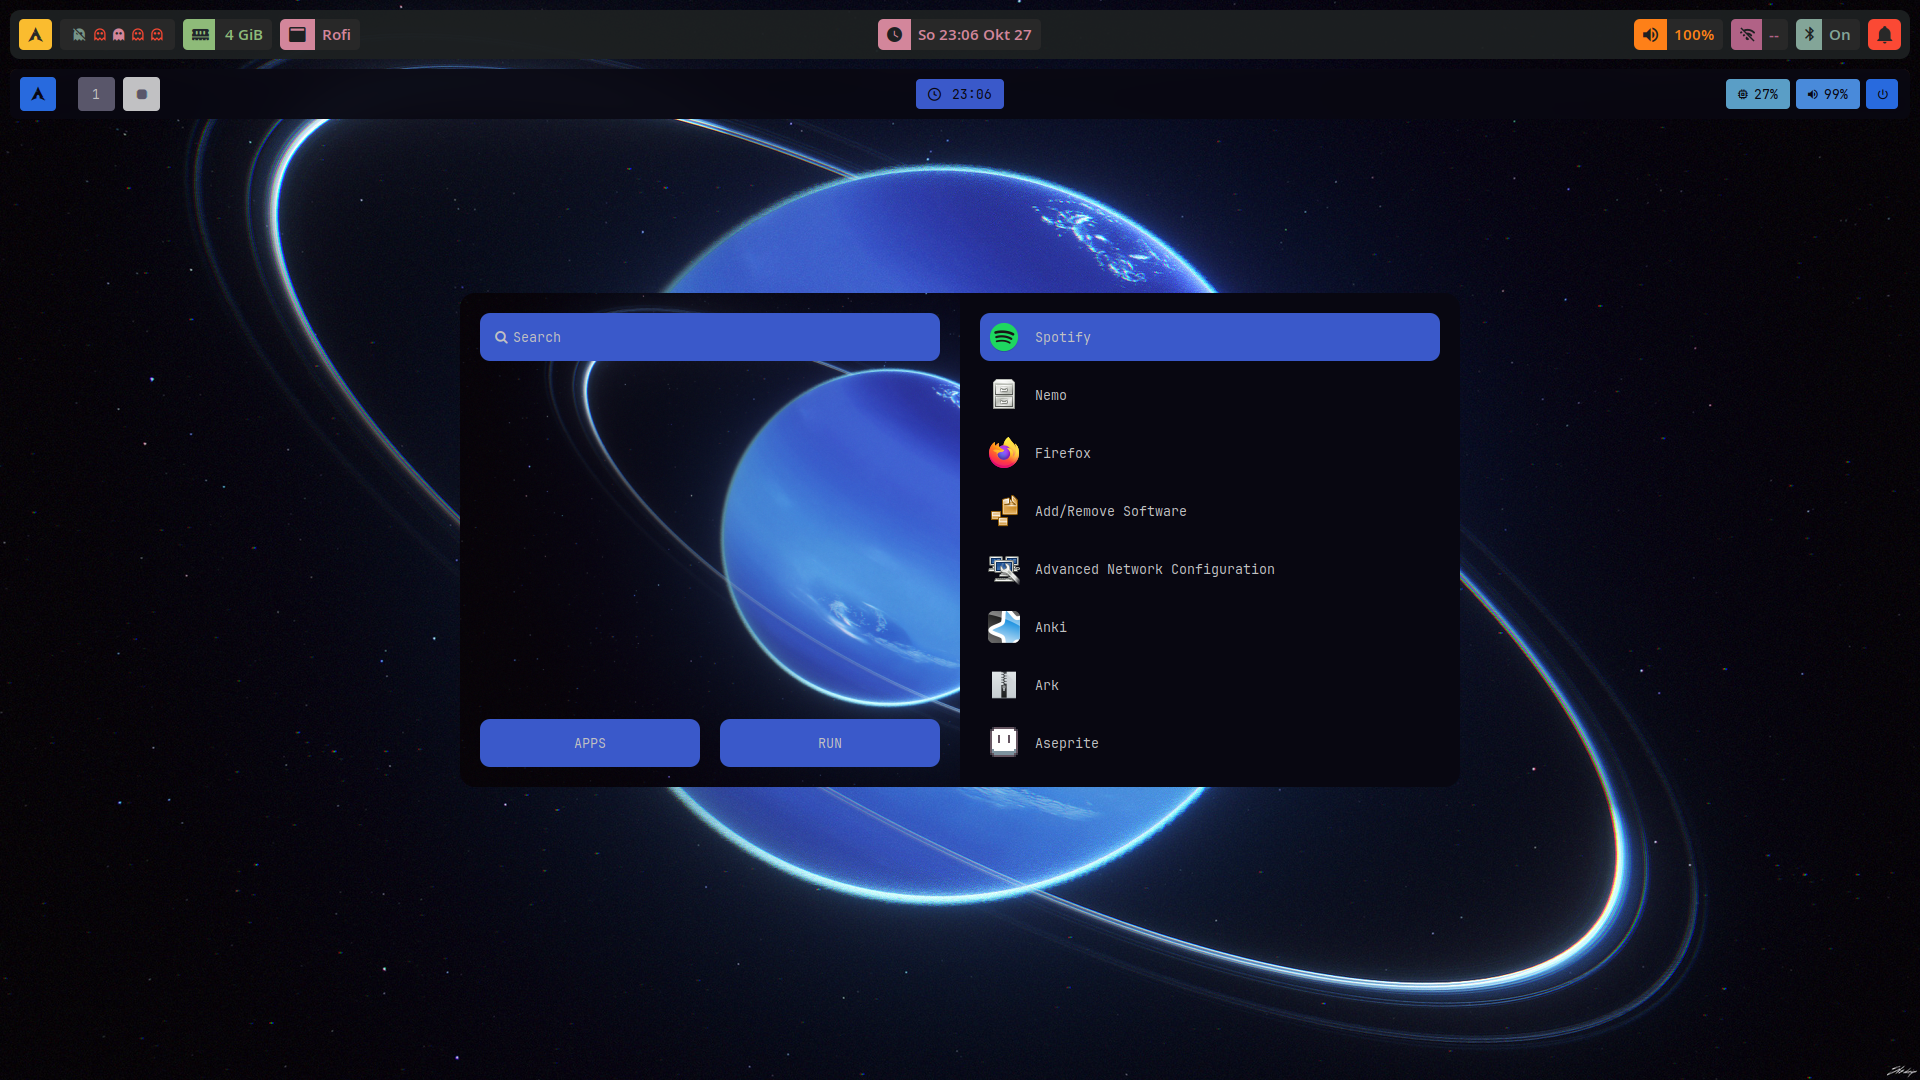 4 GiB
Rofi
So 23:06 Okt 27
100%
--
On
1
23:06
27%
99%
Search
APPS
RUN
Spotify
Nemo
Firefox
Add/Remove Software
Advanced Network Configuration
Anki
Ark
Aseprite